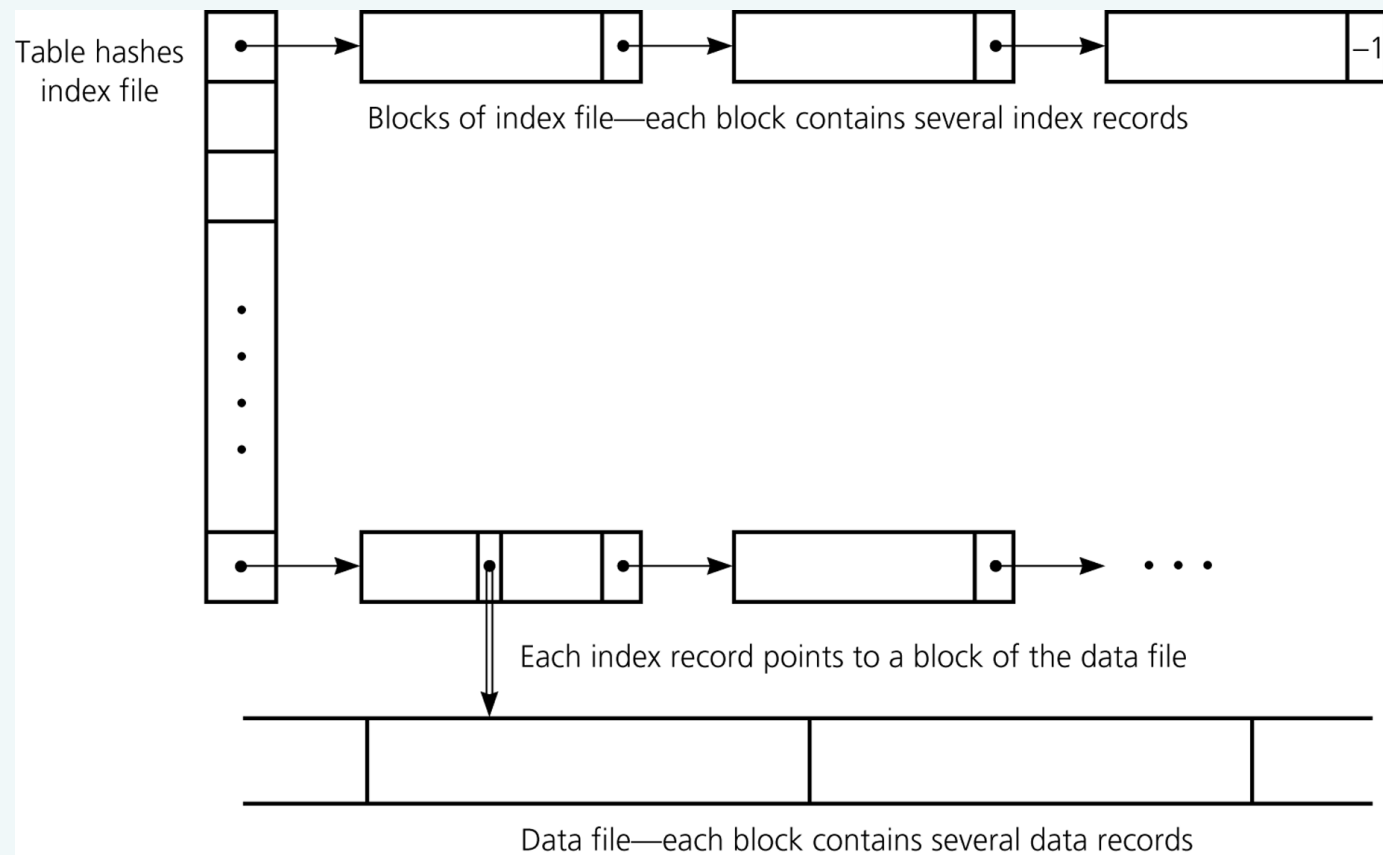 Table hashes
index file
–1
Blocks of index file—each block contains several index records
Each index record points to a block of the data file
Data file—each block contains several data records